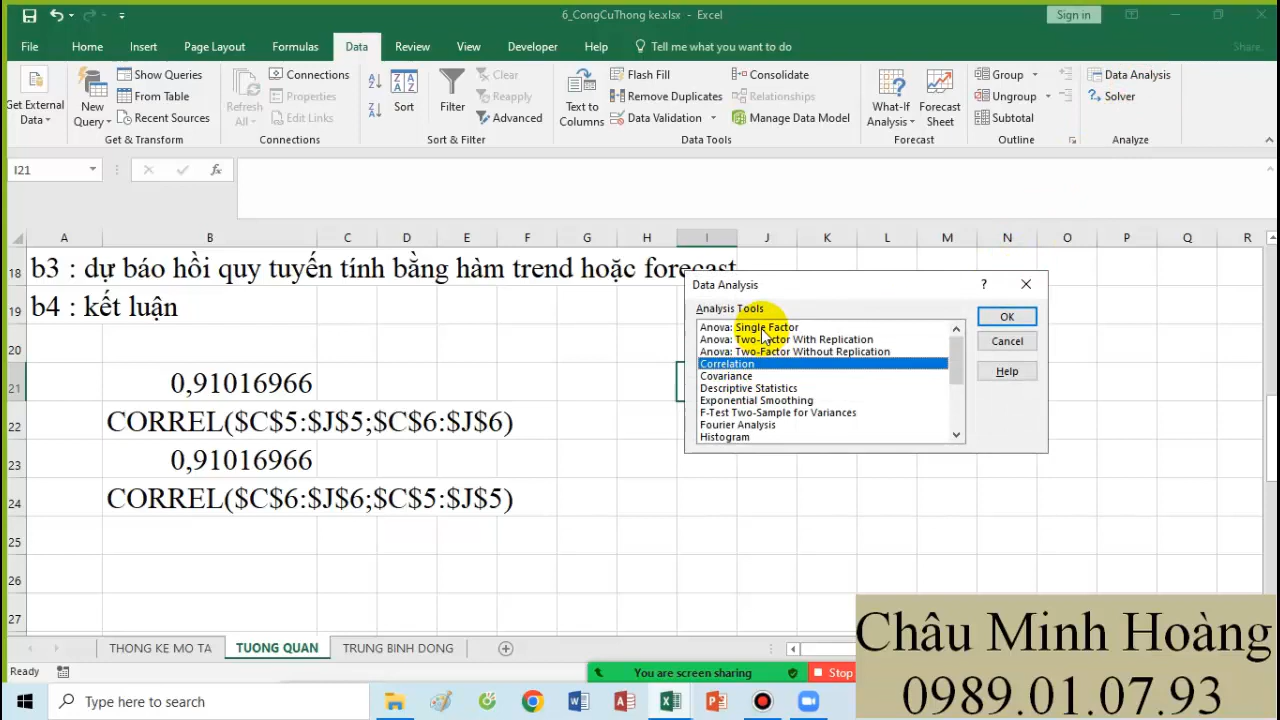 6_CongCuThong ke.xlsx - Excel
Sign in
File Home Insert Page Layout Formulas Data Review View Developer Help Tell me what you want to do Share
Get External Data
New Query
Show Queries
From Table
Recent Sources
Get & Transform
Refresh All
Connections
Properties
Edit Links
Connections
Sort
Filter
Clear
Reapply
Advanced
Sort & Filter
Text to Columns
Flash Fill
Remove Duplicates
Data Validation
Consolidate
Relationships
Manage Data Model
Data Tools
What-If Analysis
Forecast Sheet
Forecast
Group
Ungroup
Subtotal
Outline
Data Analysis
Solver
Analyze
I21
fx
A B C D E F G H I J K L M N O P Q R
18 b3 : dự báo hồi quy tuyến tính bằng hàm trend hoặc forecast
19 b4 : kết luận
20
21 0,91016966
22 CORREL($C$5:$J$5;$C$6:$J$6)
23 0,91016966
24 CORREL($C$6:$J$6;$C$5:$J$5)
25
26
27
Data Analysis
?
Analysis Tools
Anova: Single Factor
Anova: Two-Factor With Replication
Anova: Two-Factor Without Replication
Correlation
Covariance
Descriptive Statistics
Exponential Smoothing
F-Test Two-Sample for Variances
Fourier Analysis
Histogram
OK
Cancel
Help
THONG KE MO TA TUONG QUAN TRUNG BINH DONG
Ready
You are screen sharing Stop
Type here to search
Châu Minh Hoàng
0989.01.07.93